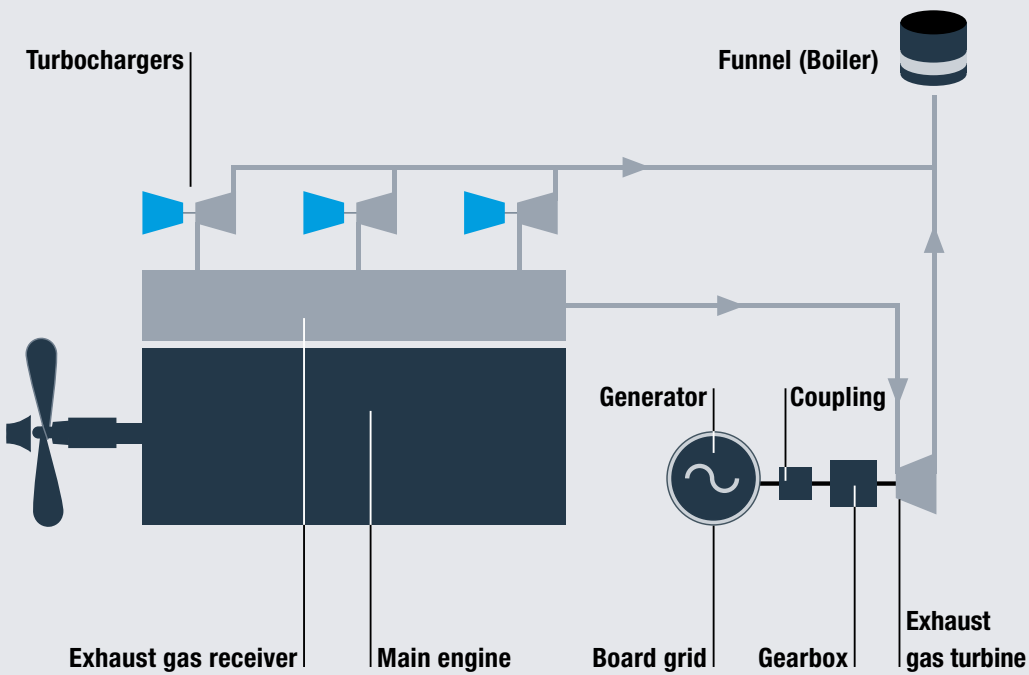 Turbochargers
Funnel (Boiler)
Generator
Coupling
Exhaust gas receiver
Main engine
Board grid
Gearbox
Exhaust
gas turbine